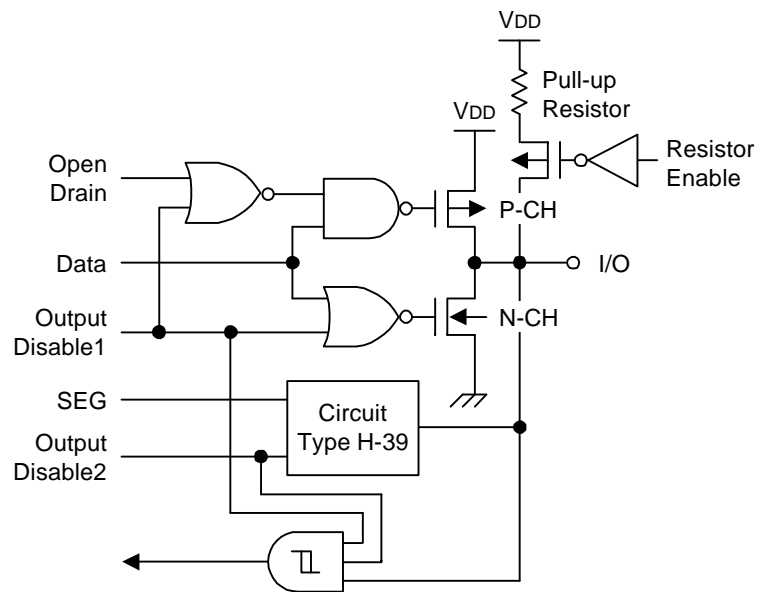 VDD
Pull-up
Resistor
VDD
Open
Drain
Resistor
Enable
P-CH
Data
I/O
Output
Disable1
N-CH
SEG
Circuit
Type H-39
Output
Disable2